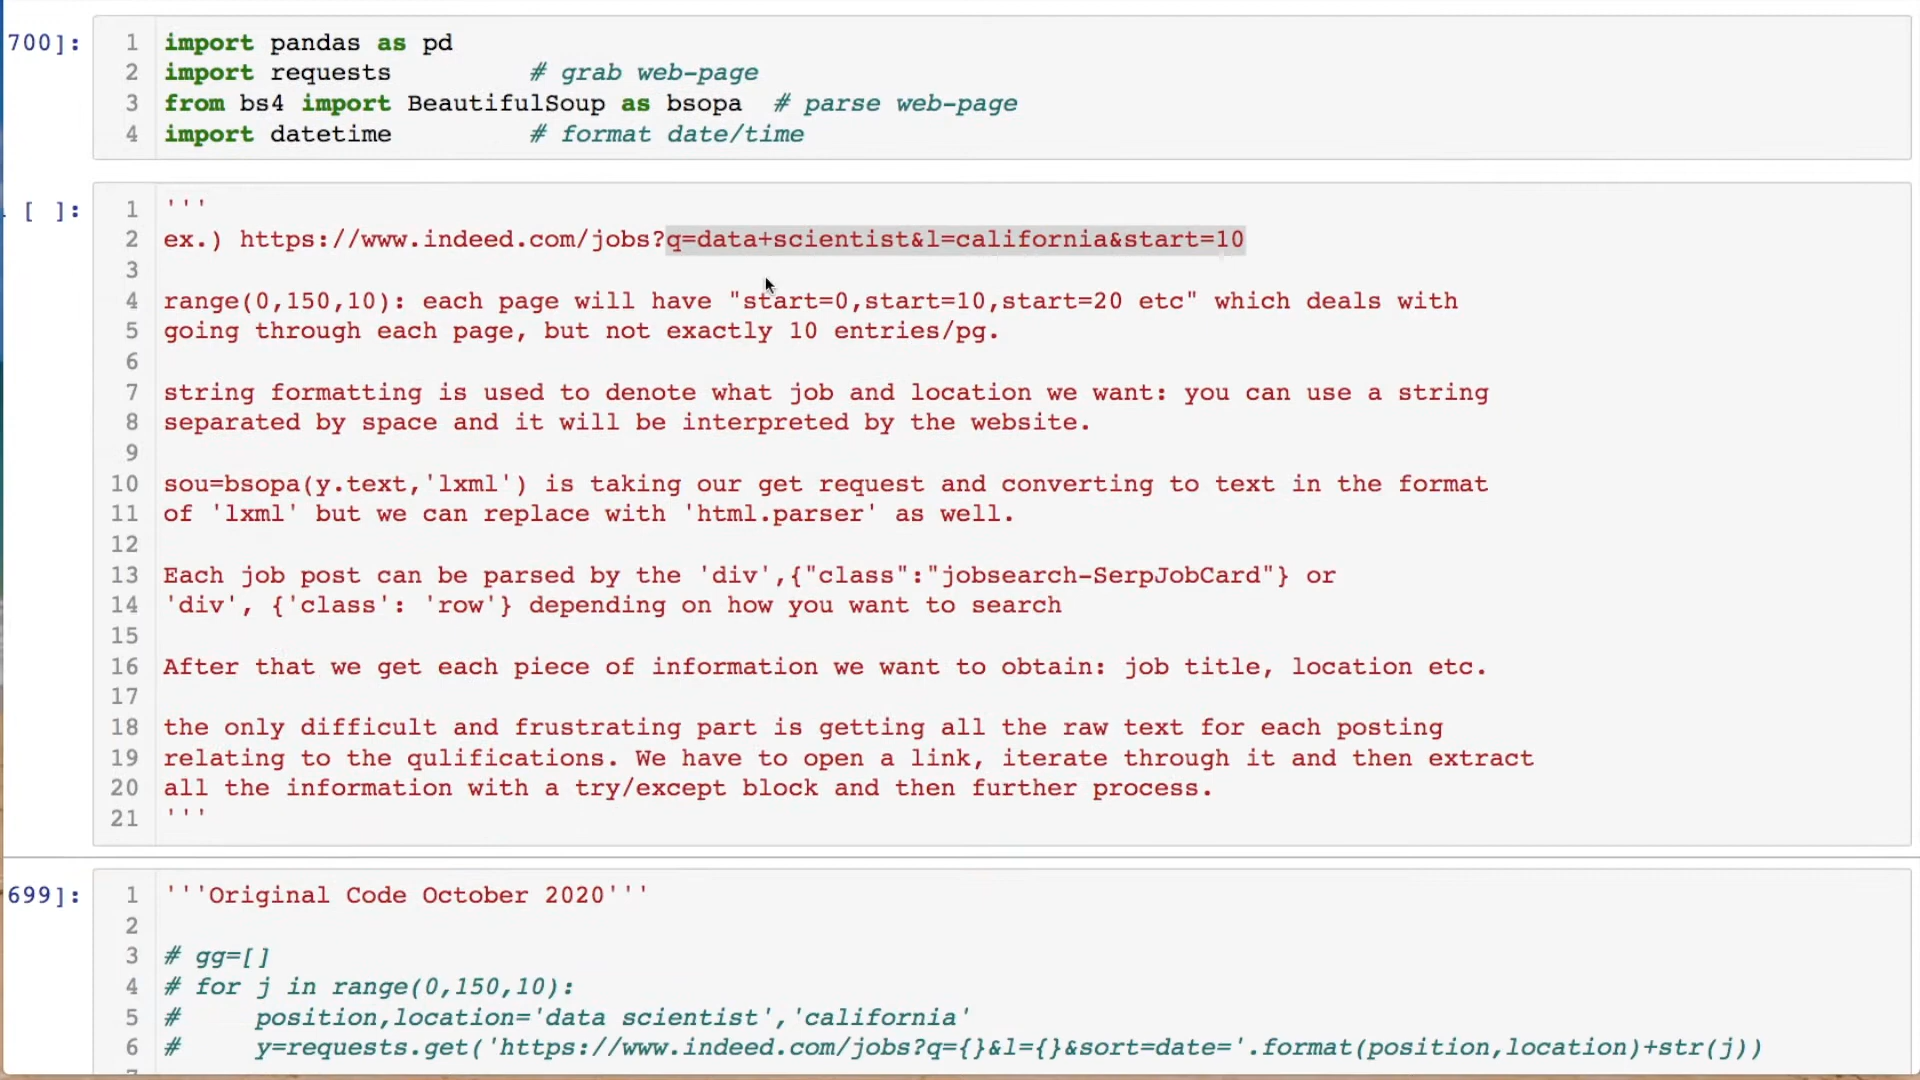 700]:
1 import pandas as pd
2 import requests # grab web-page
3 from bs4 import BeautifulSoup as bsopa # parse web-page
4 import datetime # format date/time
[ ]:
1 '''
2 ex.) https://www.indeed.com/jobs?q=data+scientist&l=california&start=10
3
4 range(0,150,10): each page will have "start=0,start=10,start=20 etc" which deals with
5 going through each page, but not exactly 10 entries/pg.
6
7 string formatting is used to denote what job and location we want: you can use a string
8 separated by space and it will be interpreted by the website.
9
10 sou=bsopa(y.text,'lxml') is taking our get request and converting to text in the format
11 of 'lxml' but we can replace with 'html.parser' as well.
12
13 Each job post can be parsed by the 'div',{"class":"jobsearch-SerpJobCard"} or
14 'div', {'class': 'row'} depending on how you want to search
15
16 After that we get each piece of information we want to obtain: job title, location etc.
17
18 the only difficult and frustrating part is getting all the raw text for each posting
19 relating to the qulifications. We have to open a link, iterate through it and then extract
20 all the information with a try/except block and then further process.
21 '''
699]:
1 '''Original Code October 2020'''
2
3 # gg=[]
4 # for j in range(0,150,10):
5 #     position,location='data scientist','california'
6 #     y=requests.get('https://www.indeed.com/jobs?q={}&l={}&sort=date='.format(position,location)+str(j))